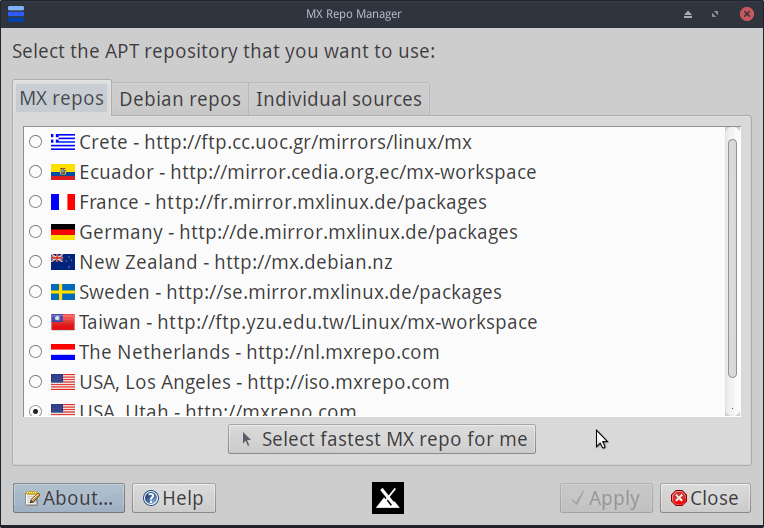 MX Repo Manager
Select the APT repository that you want to use:
MX repos Debian repos Individual sources
Crete - http://ftp.cc.uoc.gr/mirrors/linux/mx
Ecuador - http://mirror.cedia.org.ec/mx-workspace
France - http://fr.mirror.mxlinux.de/packages
Germany - http://de.mirror.mxlinux.de/packages
New Zealand - http://mx.debian.nz
Sweden - http://se.mirror.mxlinux.de/packages
Taiwan - http://ftp.yzu.edu.tw/Linux/mx-workspace
The Netherlands - http://nl.mxrepo.com
USA, Los Angeles - http://iso.mxrepo.com
USA, Utah - http://mxrepo.com
Select fastest MX repo for me
About... Help Apply Close